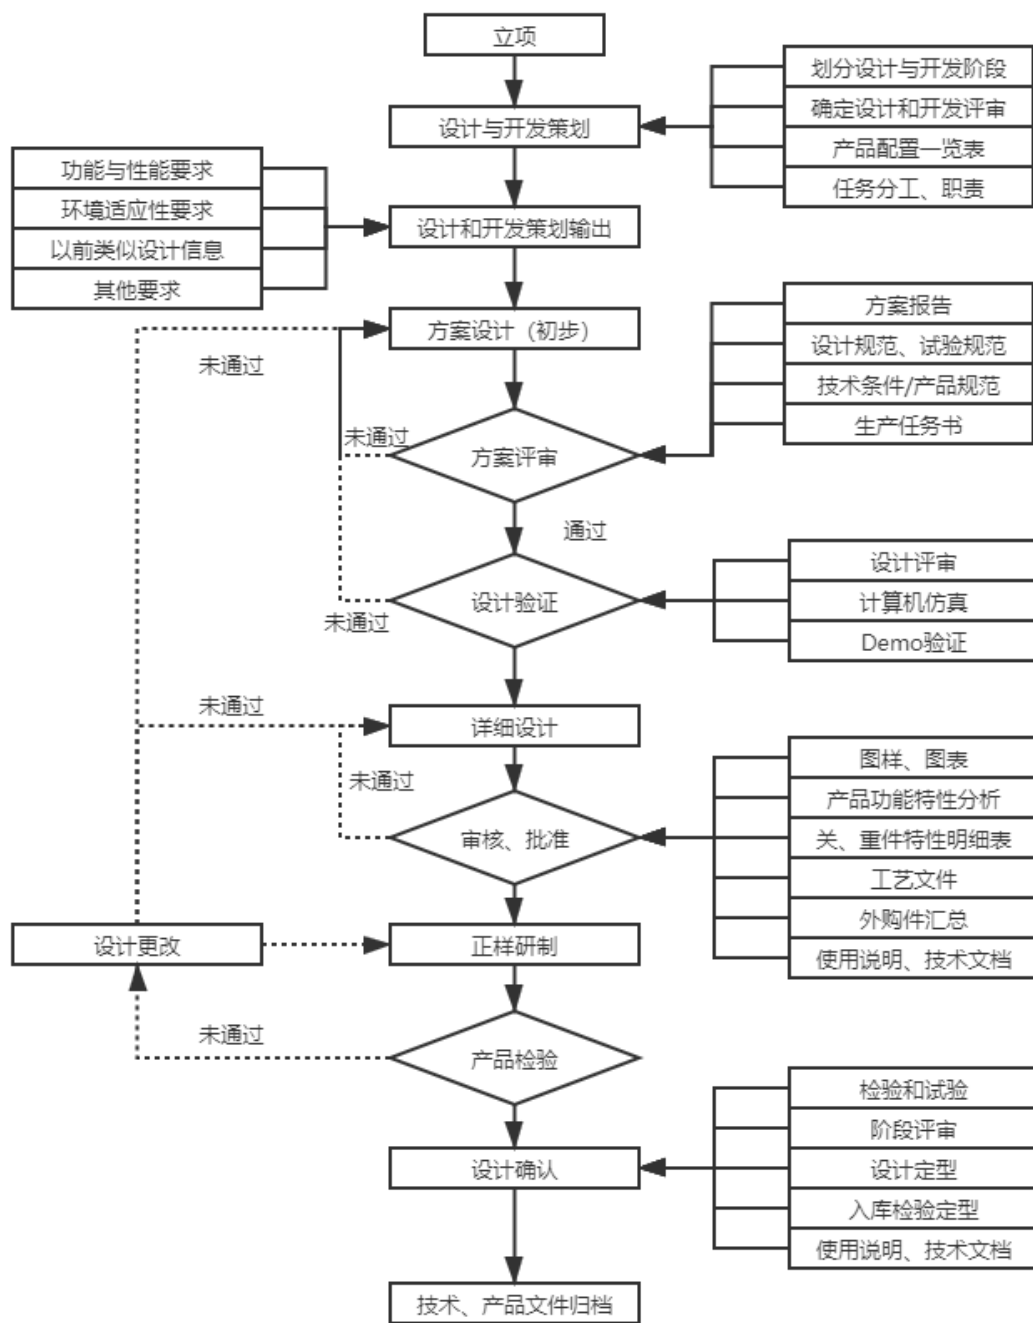 立项
划分设计与开发阶段
确定设计和开发评审
设计与开发策划
产品配置一览表
任务分工、职责
功能与性能要求
环境适应性要求
设计和开发策划输出
以前类似设计信息
其他要求
方案报告
方案设计（初步）
设计规范、试验规范
未通过
技术条件/产品规范
生产任务书
未通过
方案评审
通过
设计评审
设计验证
计算机仿真
未通过
Demo验证
未通过
详细设计
图样、图表
未通过
产品功能特性分析
审核、批准
关、重件特性明细表
工艺文件
外购件汇总
设计更改
正样研制
使用说明、技术文档
未通过
产品检验
检验和试验
阶段评审
设计确认
设计定型
入库检验定型
使用说明、技术文档
技术、产品文件归档